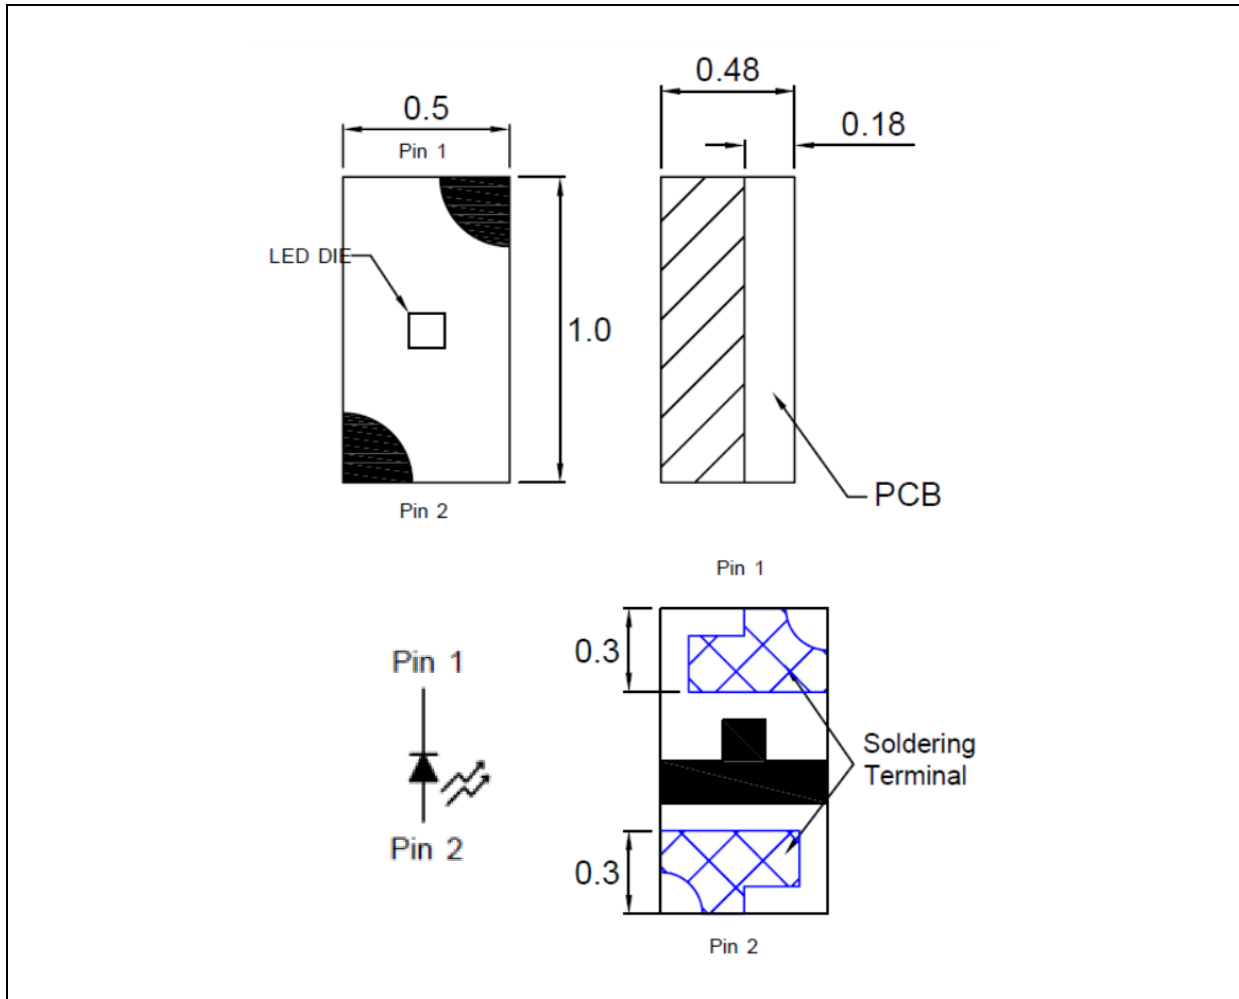 0.48
0.5
0.18
Pin 1
LED DIE
1.0
PCB
Pin 2
Pin 1
0.3
Pin 1
Soldering
Terminal
Pin 2
0.3
Pin 2